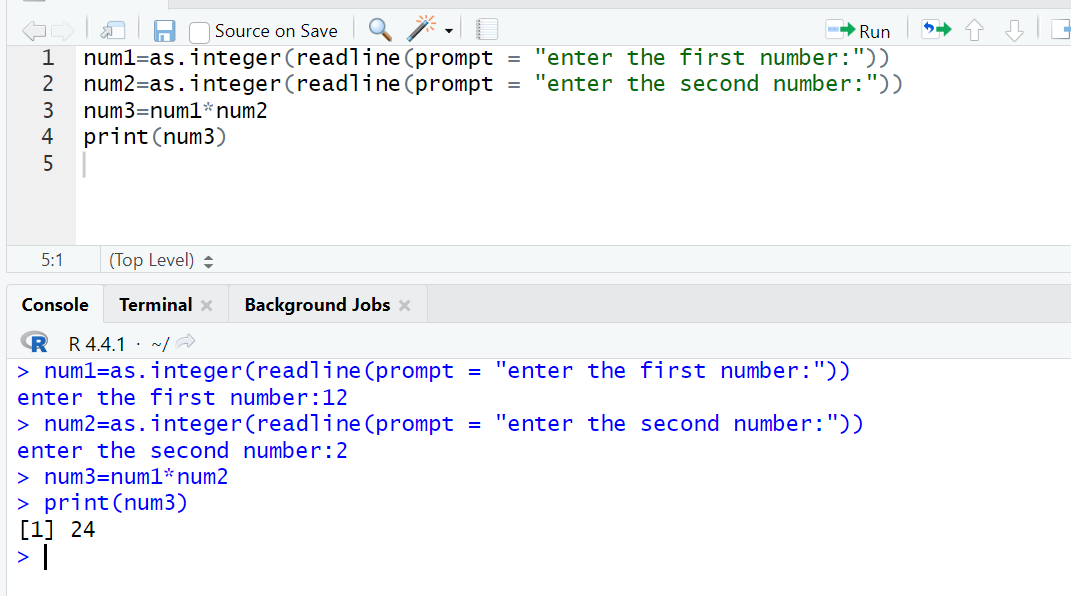 Source on Save Run
1 num1=as.integer(readline(prompt = "enter the first number:"))
2 num2=as.integer(readline(prompt = "enter the second number:"))
3 num3=num1*num2
4 print(num3)
5
5:1 (Top Level)
Console Terminal Background Jobs
R R 4.4.1 · ~/
> num1=as.integer(readline(prompt = "enter the first number:"))
enter the first number:12
> num2=as.integer(readline(prompt = "enter the second number:"))
enter the second number:2
> num3=num1*num2
> print(num3)
[1] 24
>